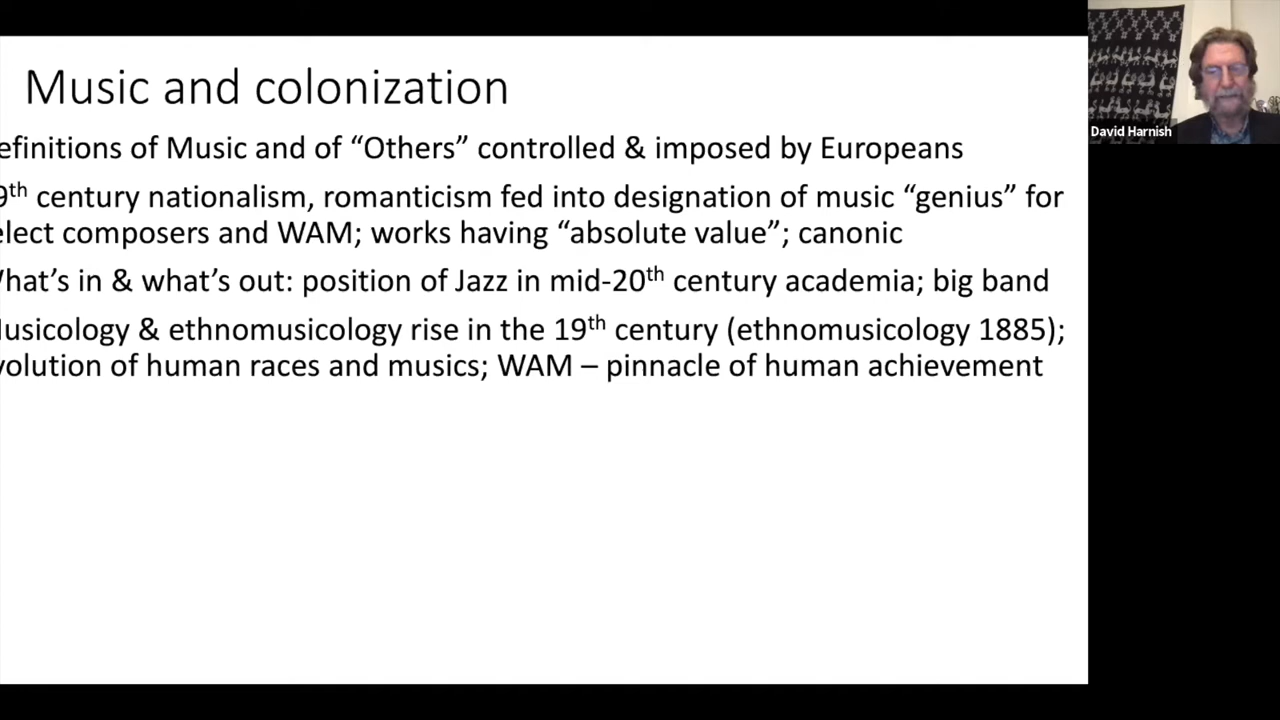 Music and colonization
efinitions of Music and of “Others” controlled & imposed by Europeans
9th century nationalism, romanticism fed into designation of music “genius” for
elect composers and WAM; works having “absolute value”; canonic
hat’s in & what’s out: position of Jazz in mid-20th century academia; big band
usicology & ethnomusicology rise in the 19th century (ethnomusicology 1885);
volution of human races and musics; WAM – pinnacle of human achievement
David Harnish